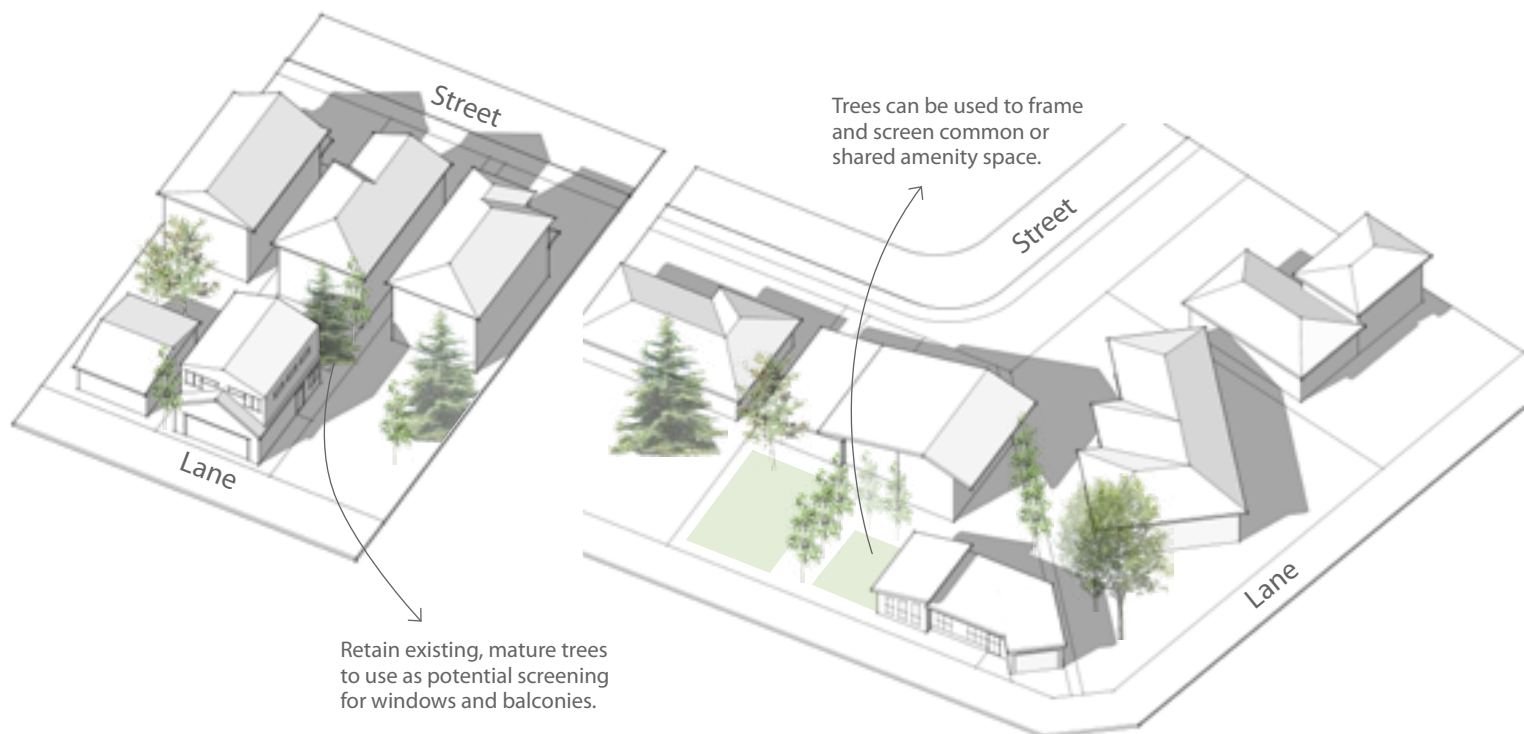 Street
Trees can be used to frame
and screen common or
shared amenity space.
Street
Lane
Lane
Retain existing, mature trees
to use as potential screening
for windows and balconies.